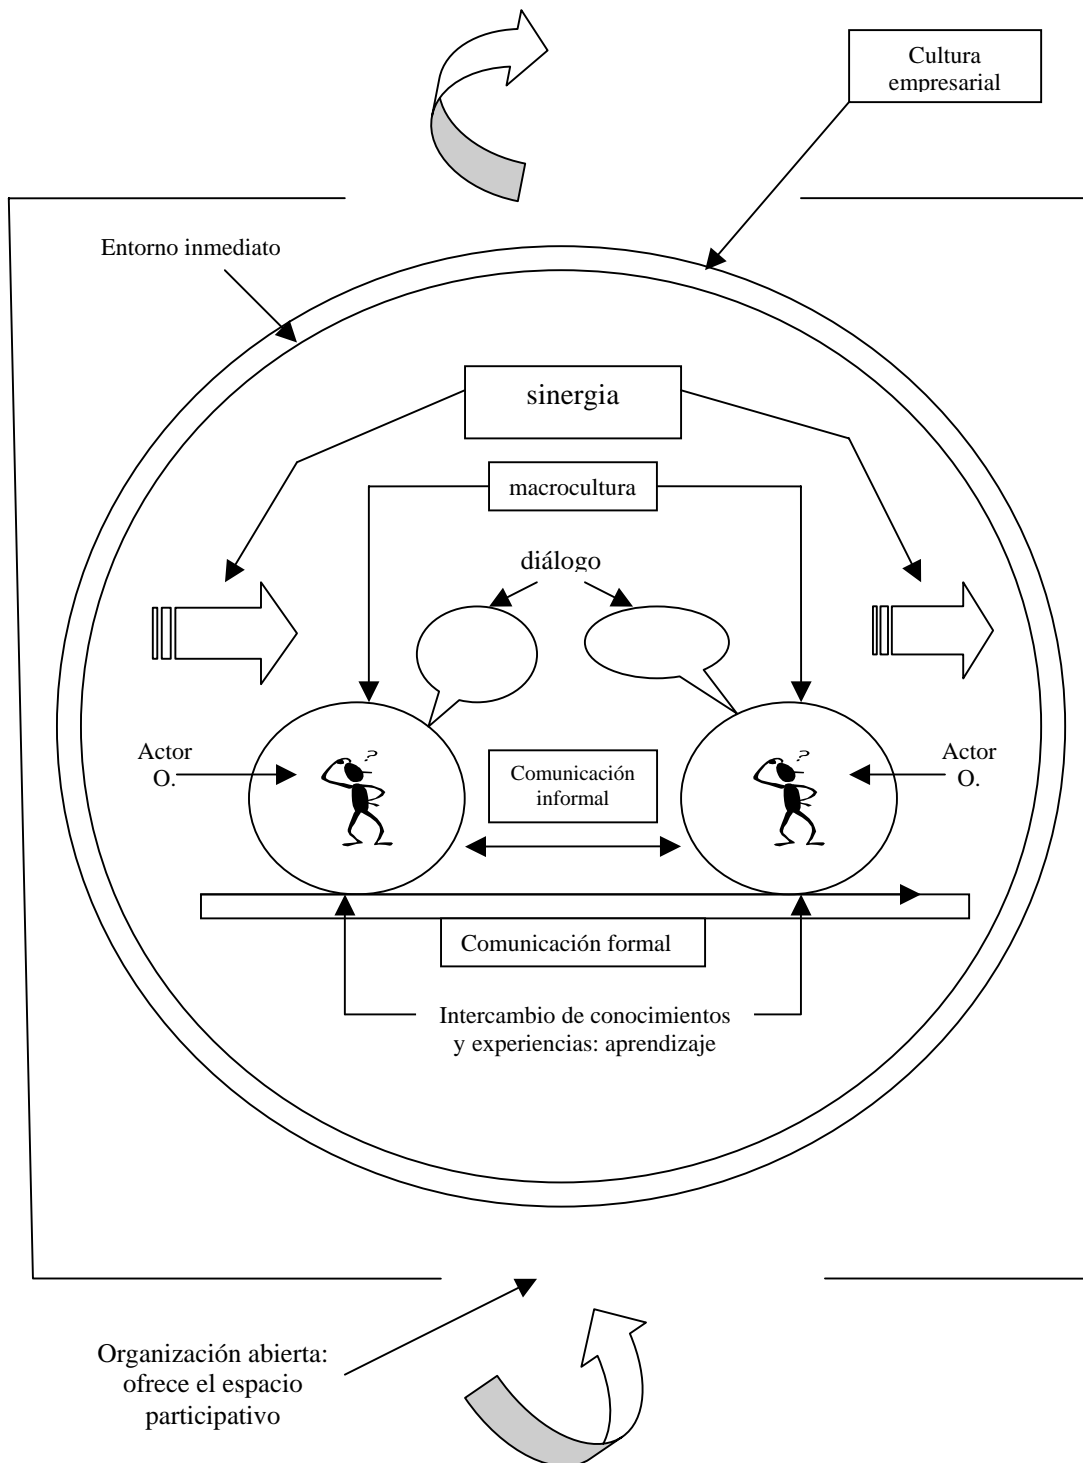 Cultura
empresarial
Entorno inmediato
sinergia
macrocultura
diálogo
Actor
O.
?
Comunicación
informal
?
Actor
O.
Comunicación formal
Intercambio de conocimientos
y experiencias: aprendizaje
Organización abierta:
ofrece el espacio
participativo